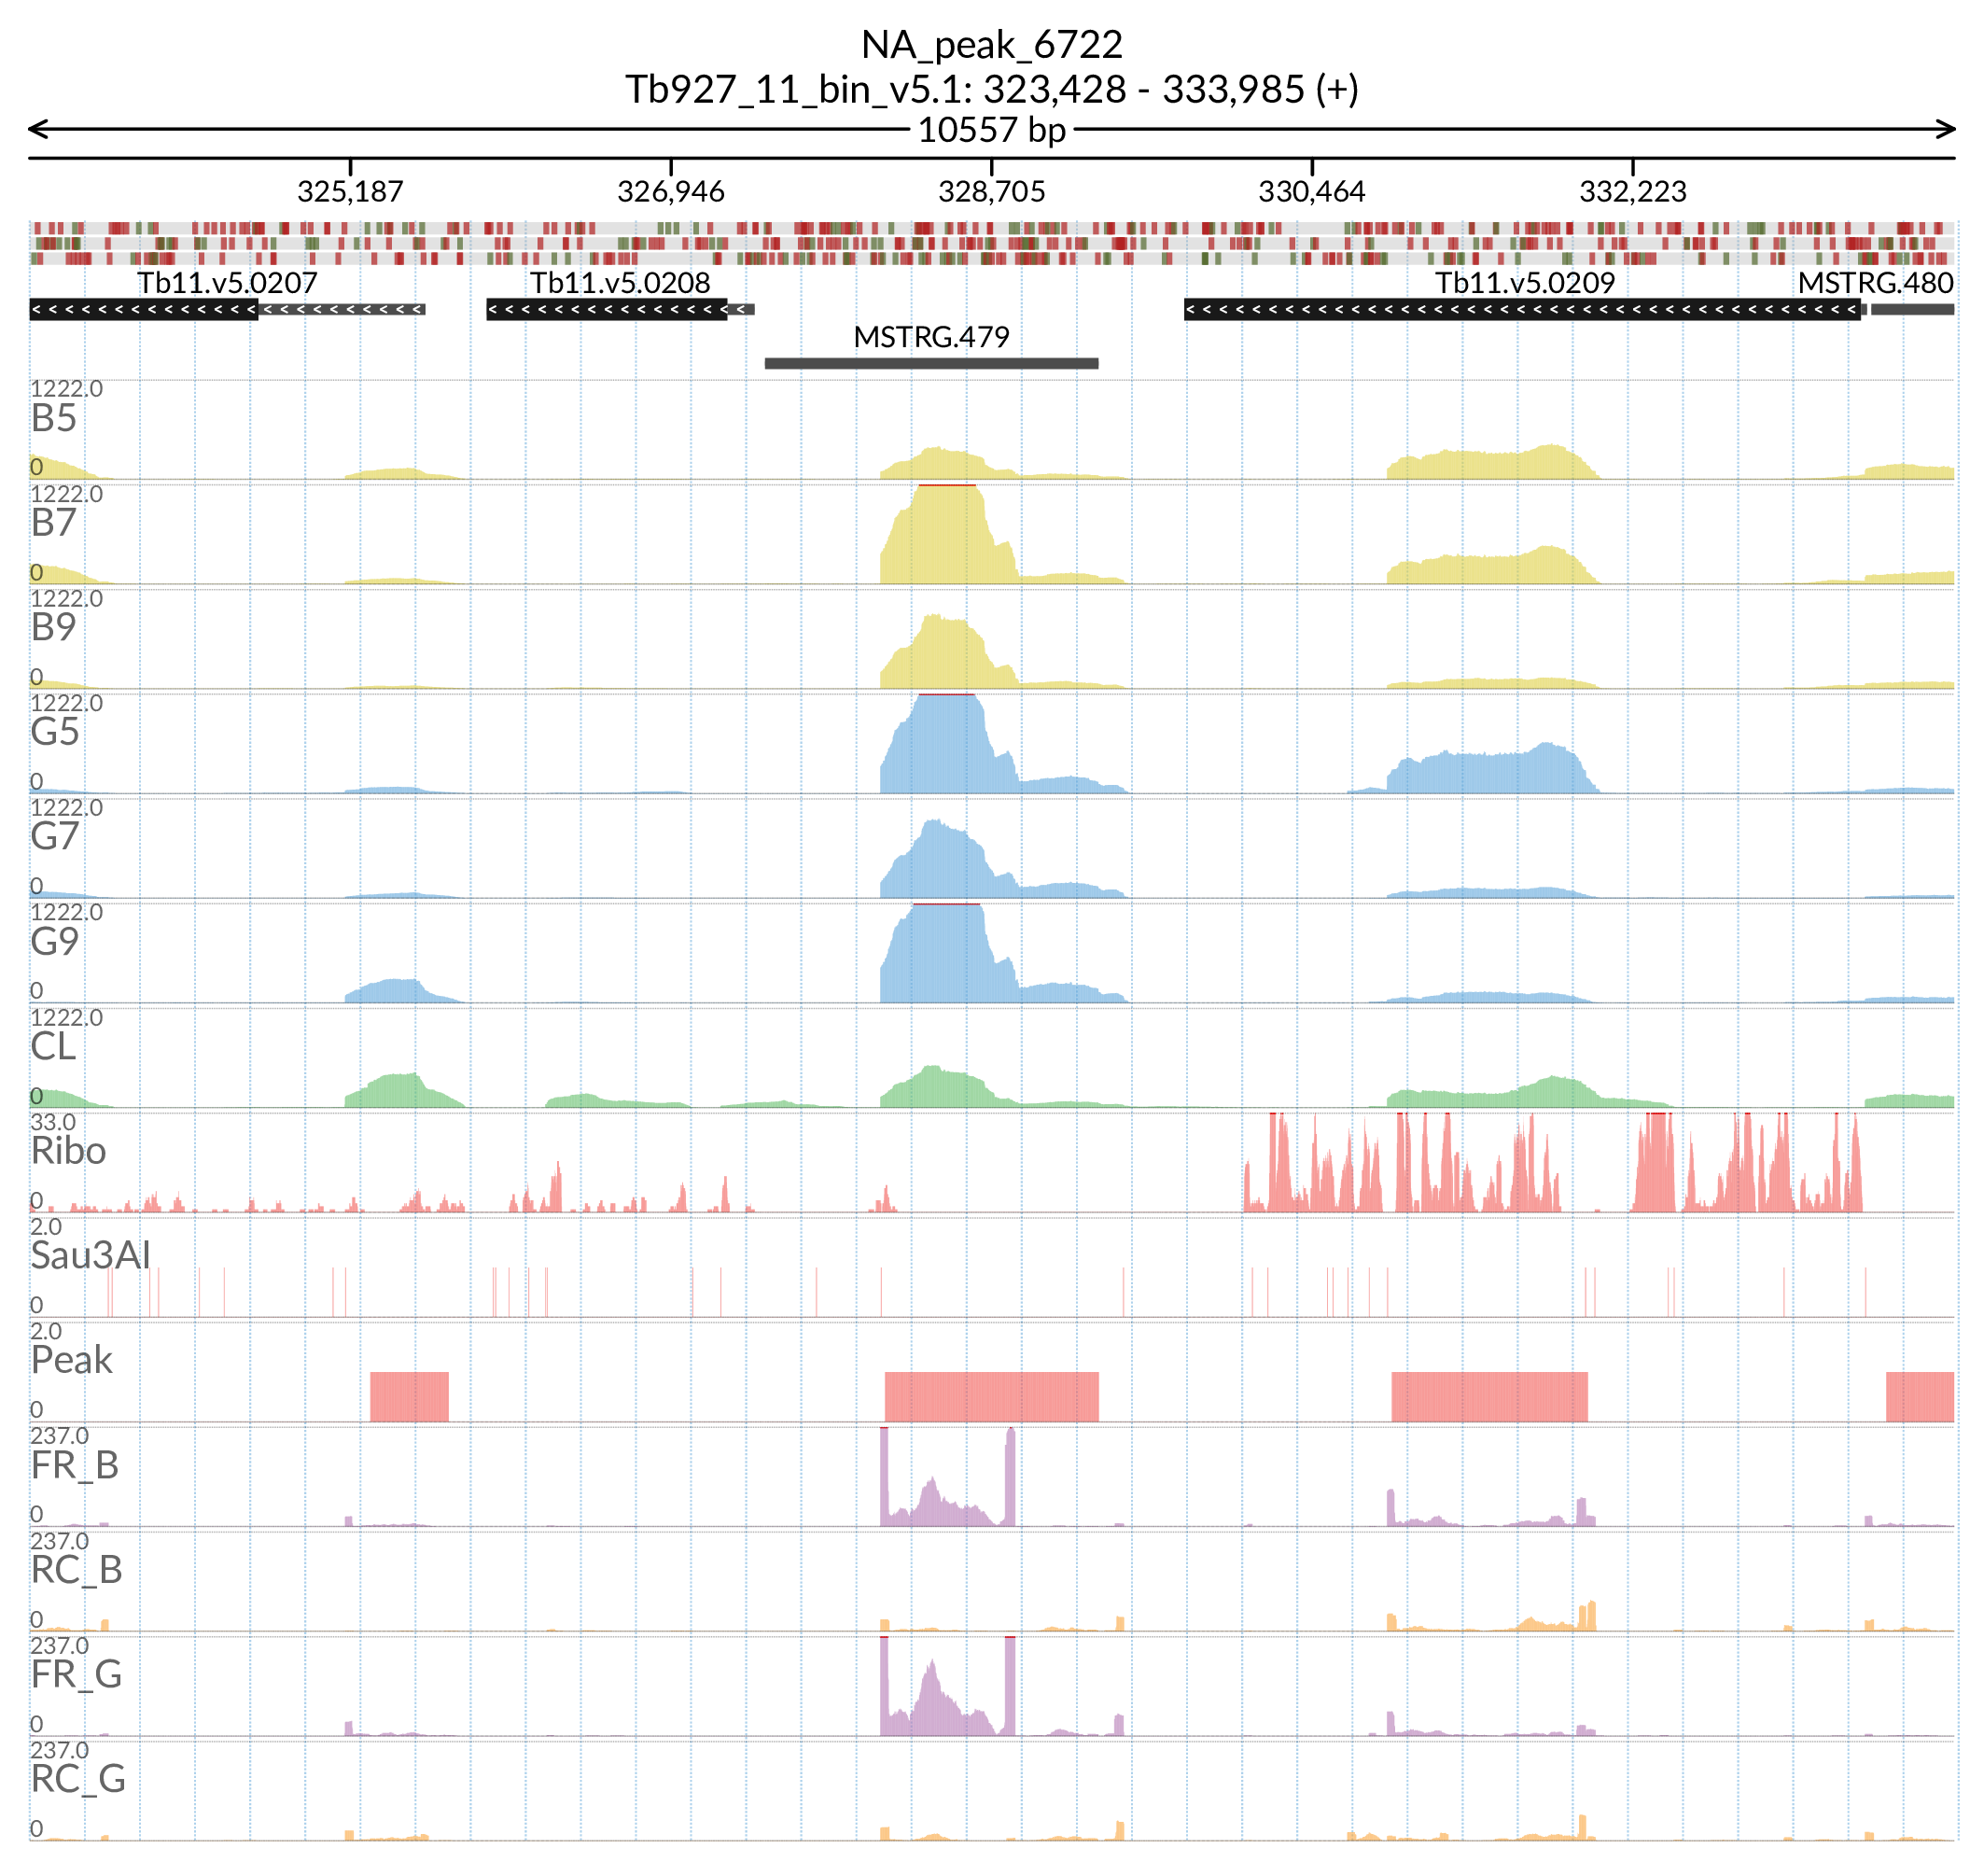 NA_peak_6722
Tb927_11_bin_v5.1: 323,428 - 333,985 (+)
10557 bp
325,187 326,946 328,705 330,464 332,223
Tb11.v5.0207 Tb11.v5.0208 Tb11.v5.0209 MSTRG.480
MSTRG.479
1222.0
B5
0
1222.0
B7
0
1222.0
B9
0
1222.0
G5
0
1222.0
G7
0
1222.0
G9
0
1222.0
CL
0
33.0
Ribo
0
2.0
Sau3AI
0
2.0
Peak
0
237.0
FR_B
0
237.0
RC_B
0
237.0
FR_G
0
237.0
RC_G
0